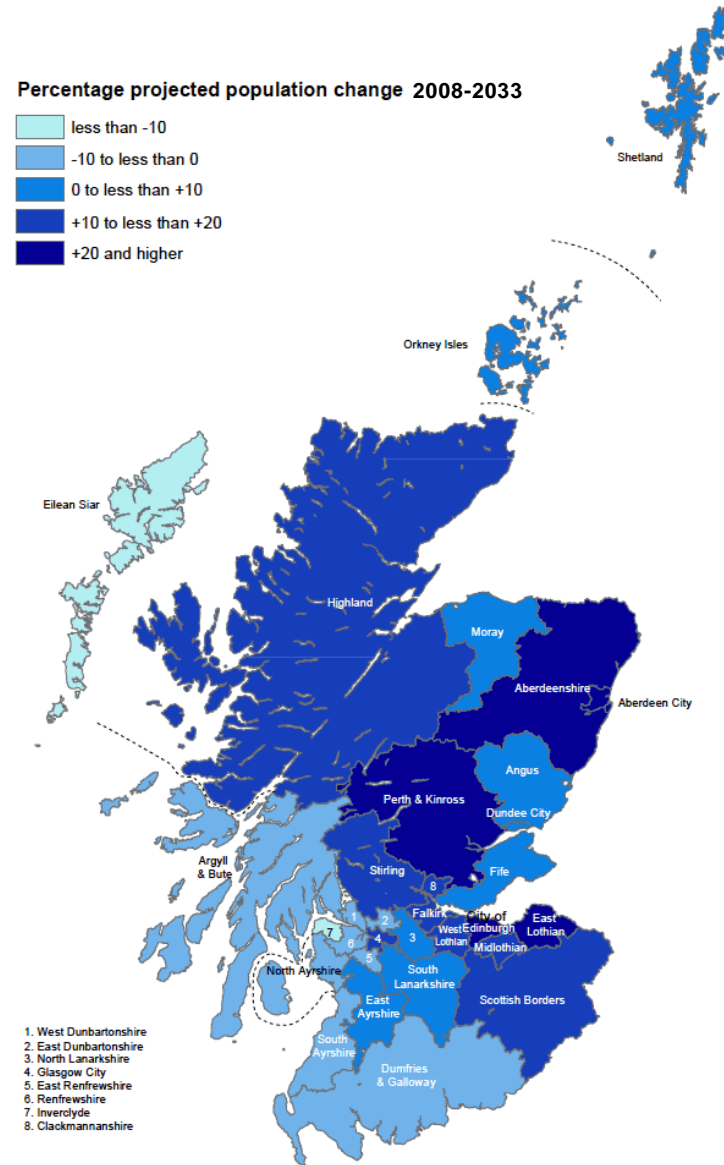 Percentage projected population change 2008-2033
less than -10
-10 to less than 0
0 to less than +10
+10 to less than +20
+20 and higher
Shetland
Orkney Isles
Eilean Siar
Highland
Moray
Aberdeenshire
Aberdeen City
Angus
Perth & Kinross
Dundee City
Argyll
& Bute
Stirling
Fife
8
1
2
Falkirk
City of
Edinburgh
East
Lothian
7
4
3
West
Lothian
Midlothian
6
5
North Ayrshire
South
Lanarkshire
East
Ayrshire
Scottish Borders
South
Ayrshire
Dumfries
& Galloway
1. West Dunbartonshire
2. East Dunbartonshire
3. North Lanarkshire
4. Glasgow City
5. East Renfrewshire
6. Renfrewshire
7. Inverclyde
8. Clackmannanshire